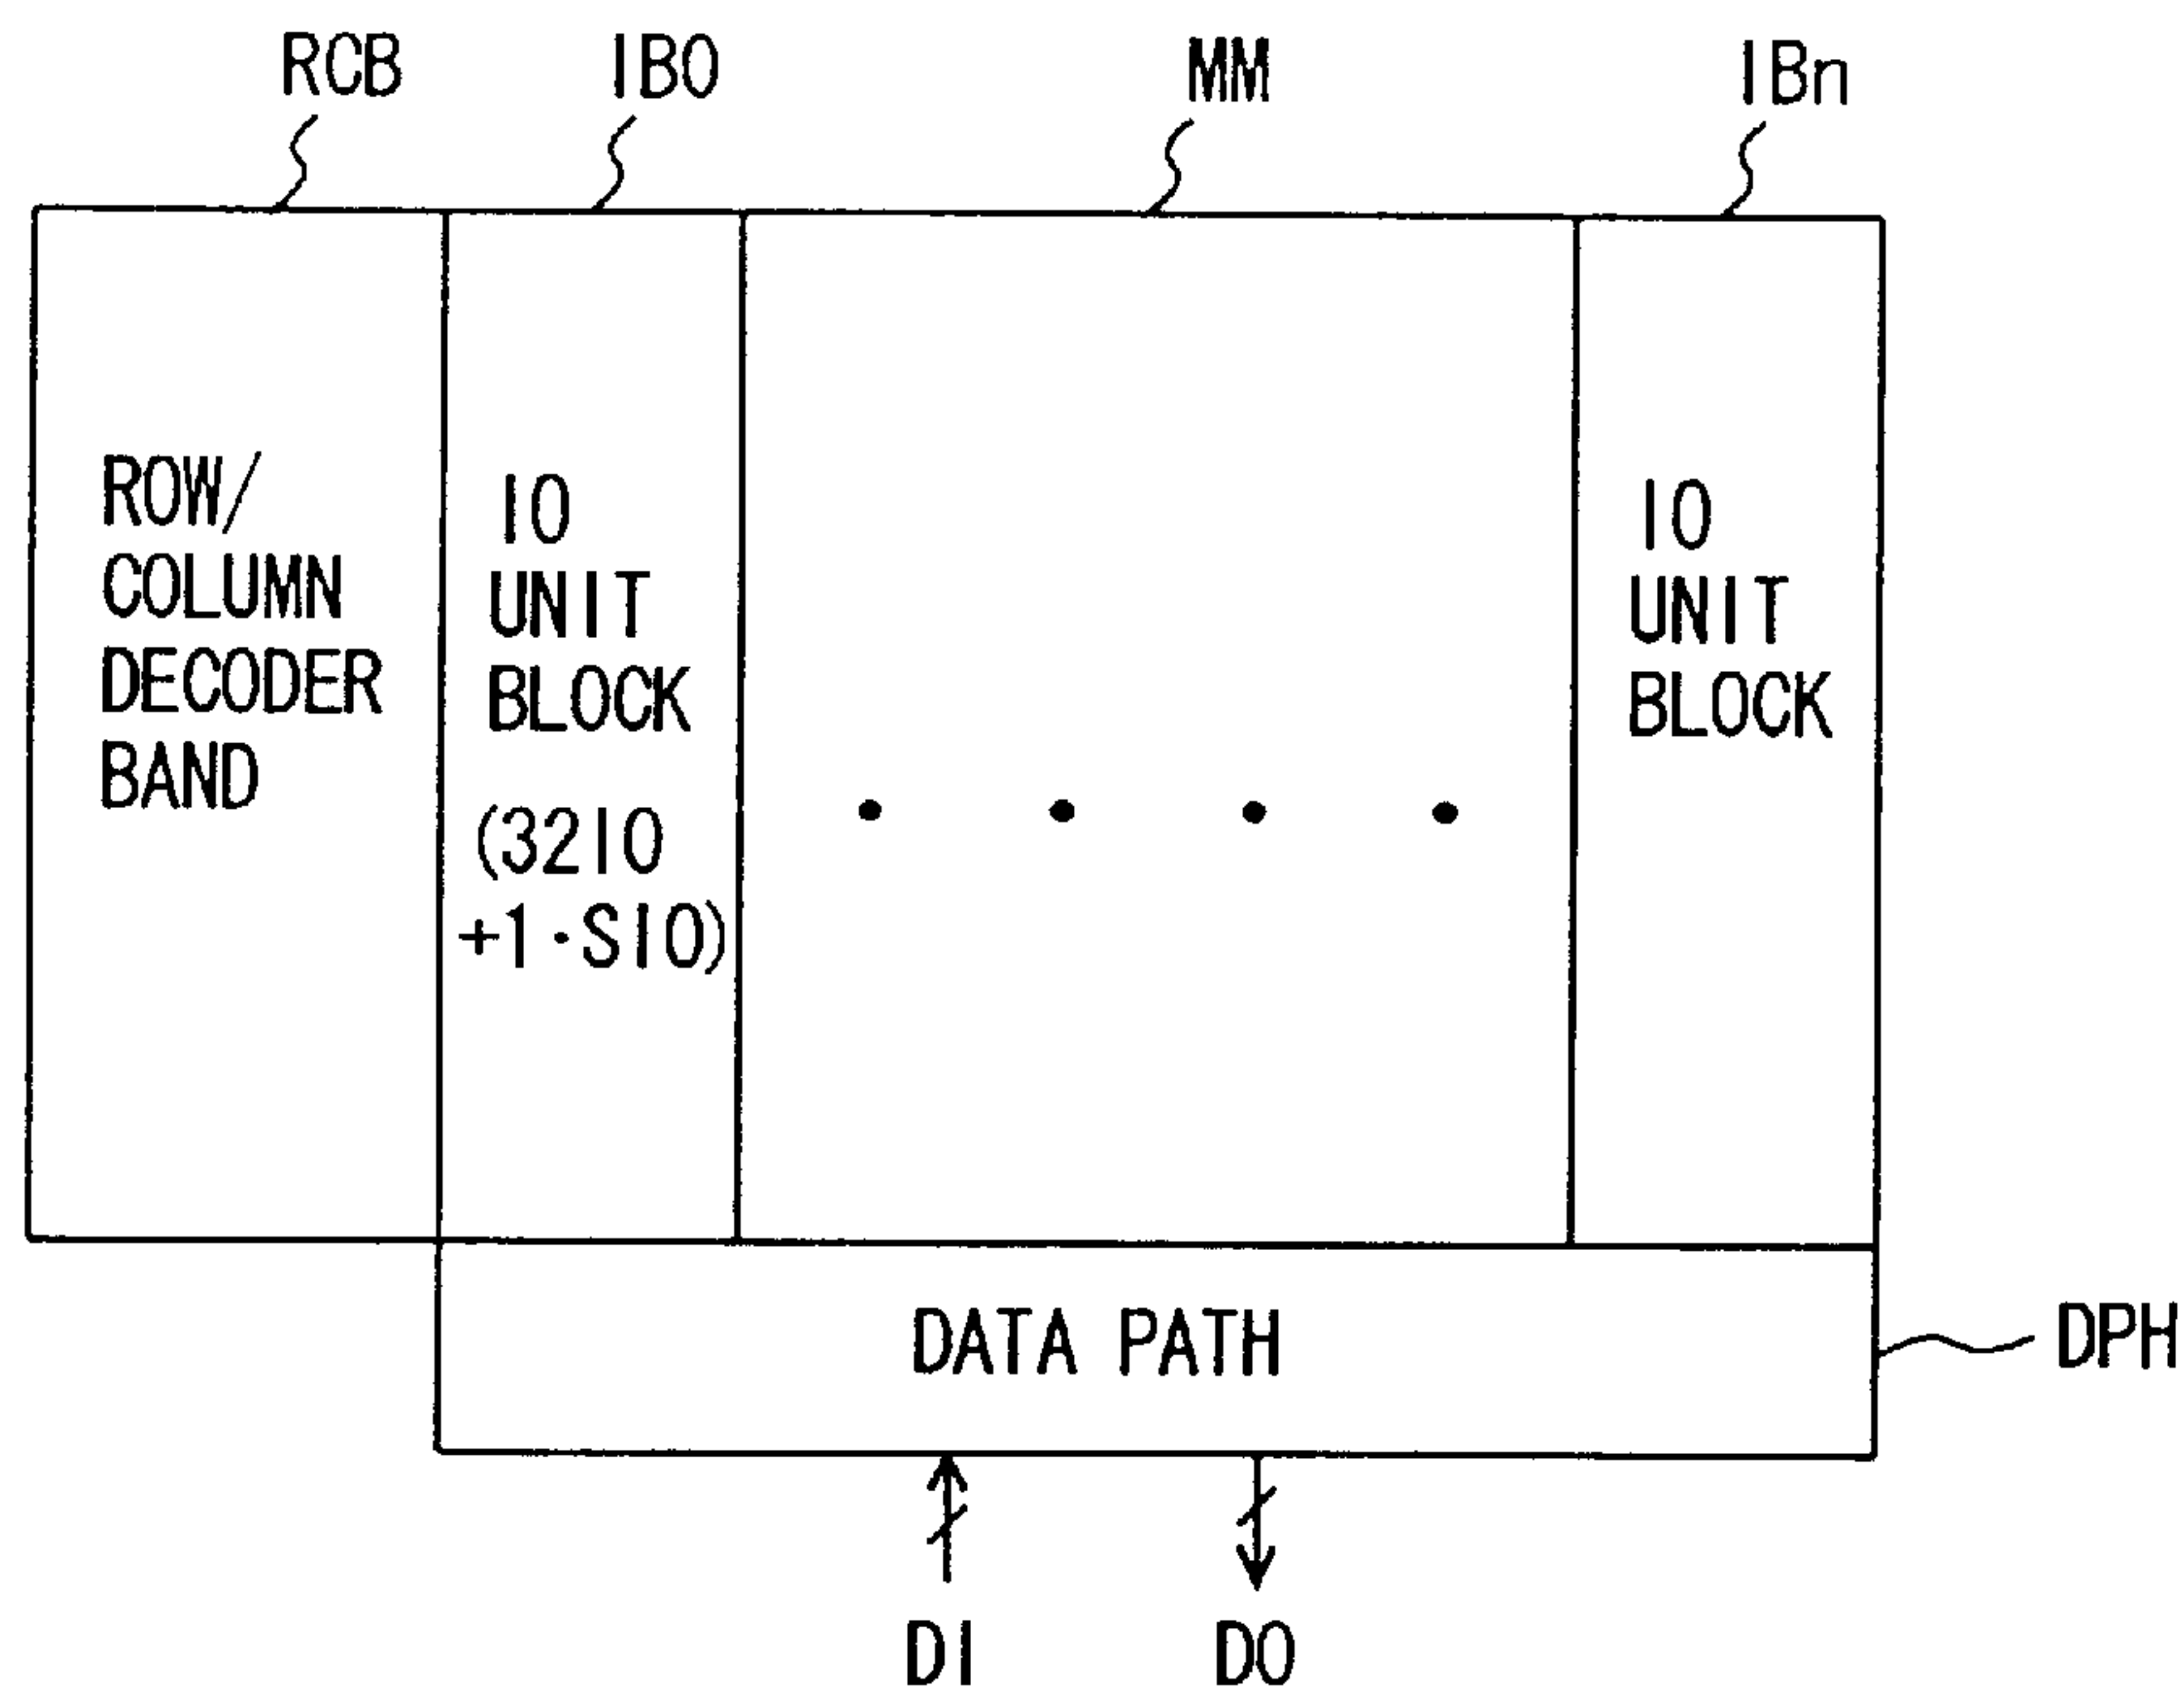 RCB
IB0
MM
IBn
ROW/
COLUMN
DECODER
BAND
IO
UNIT
BLOCK
(32IO
+1·SIO)
• • • •
IO
UNIT
BLOCK
DATA PATH
DPH
DI
DO